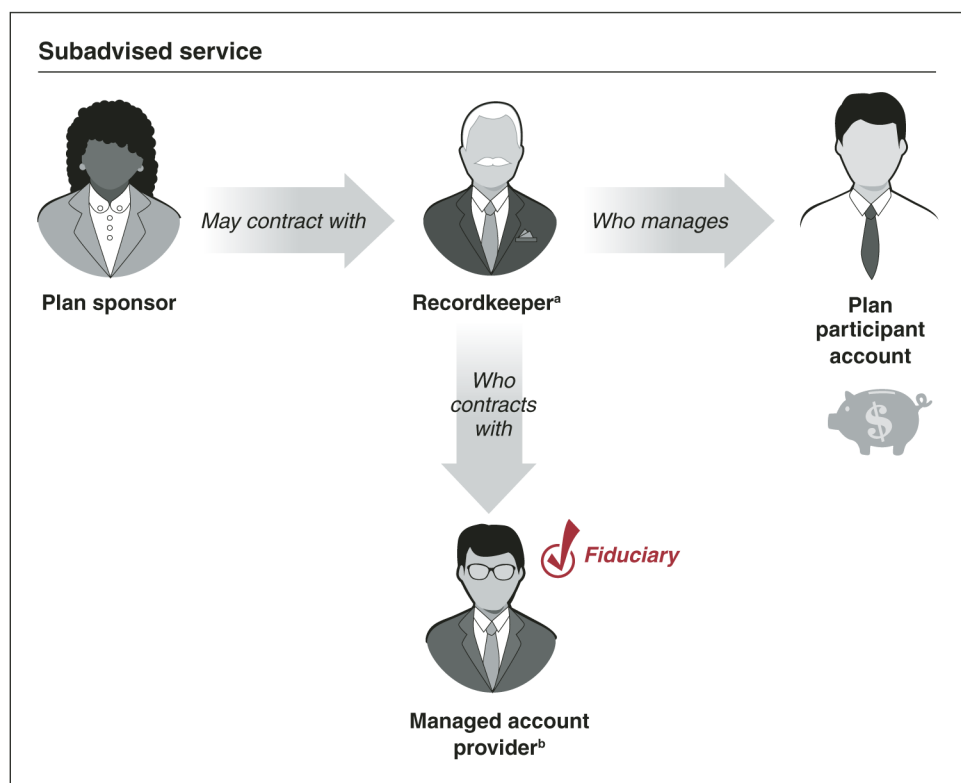 Subadvised service
May contract with
Who manages
Plan sponsor
Recordkeeperᵃ
Plan
participant
account
Who
contracts
with
$
Fiduciary
Managed account
providerᵇ